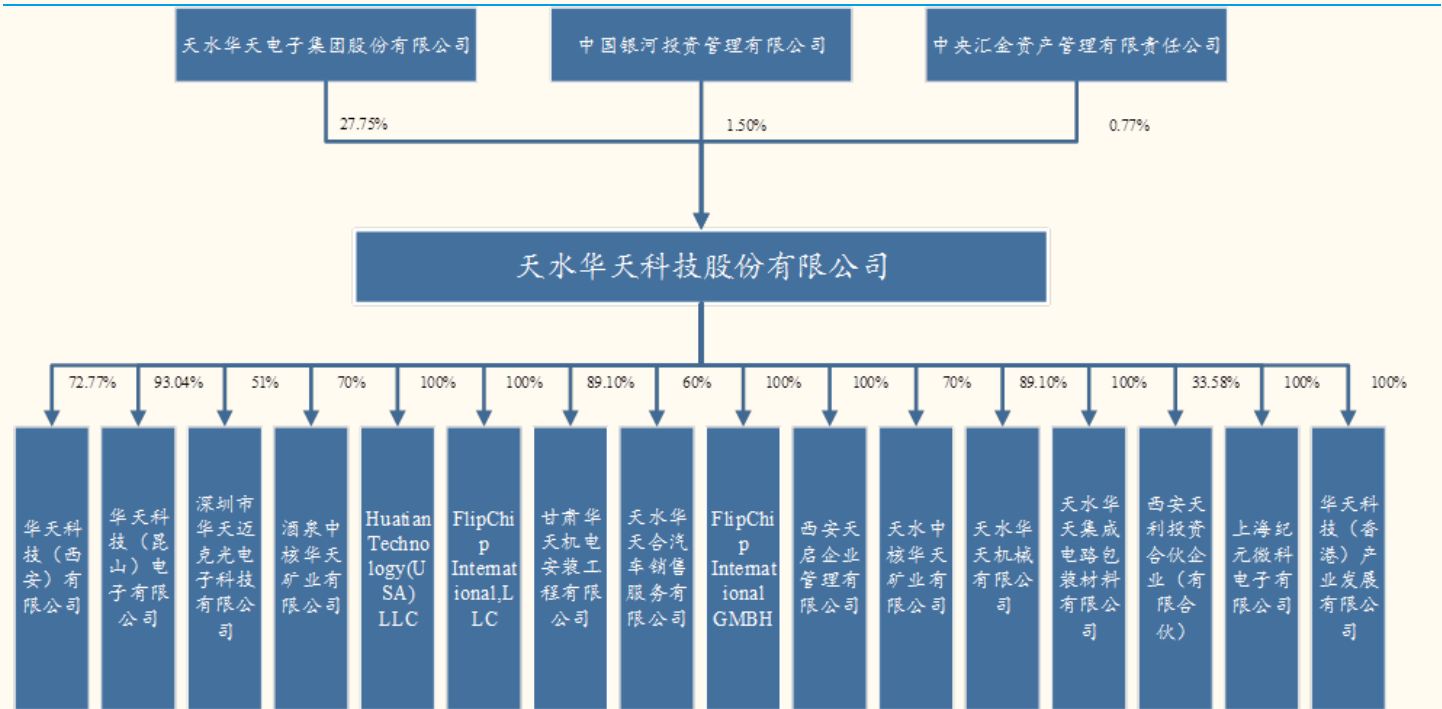 天水华天电子集团股份有限公司
中国银河投资管理有限公司
中央汇金资产管理有限责任公司
27.75%
1.50%
0.77%
天水华天科技股份有限公司
72.77%
93.04%
51%
70%
100%
100%
89.10%
60%
100%
100%
70%
89.10%
100%
33.58%
100%
100%
华天科
技（西
安）有
限公司
华天科
技（昆
山）电
子有限
公司
深圳市
华天迈
克光电
子科技
有限公
司
酒泉中
核华天
矿业有
限公司
Huatian
Techno
logy(U
SA)
LLC
FlipChi
p
Internat
ional,L
LC
甘肃华
天机电
安装工
程有限
公司
天水华
天合汽
车销售
服务有
限公司
FlipChi
p
Internat
ional
GMBH
西安天
启企业
管理有
限公司
天水中
核华天
矿业有
限公司
天水华
天机械
有限公
司
天水华
天集成
电路包
装材料
有限公
司
西安天
利投资
合伙企
业（有
限合
伙）
上海纪
元微科
电子有
限公司
华天科
技（香
港）产
业发展
有限公
司